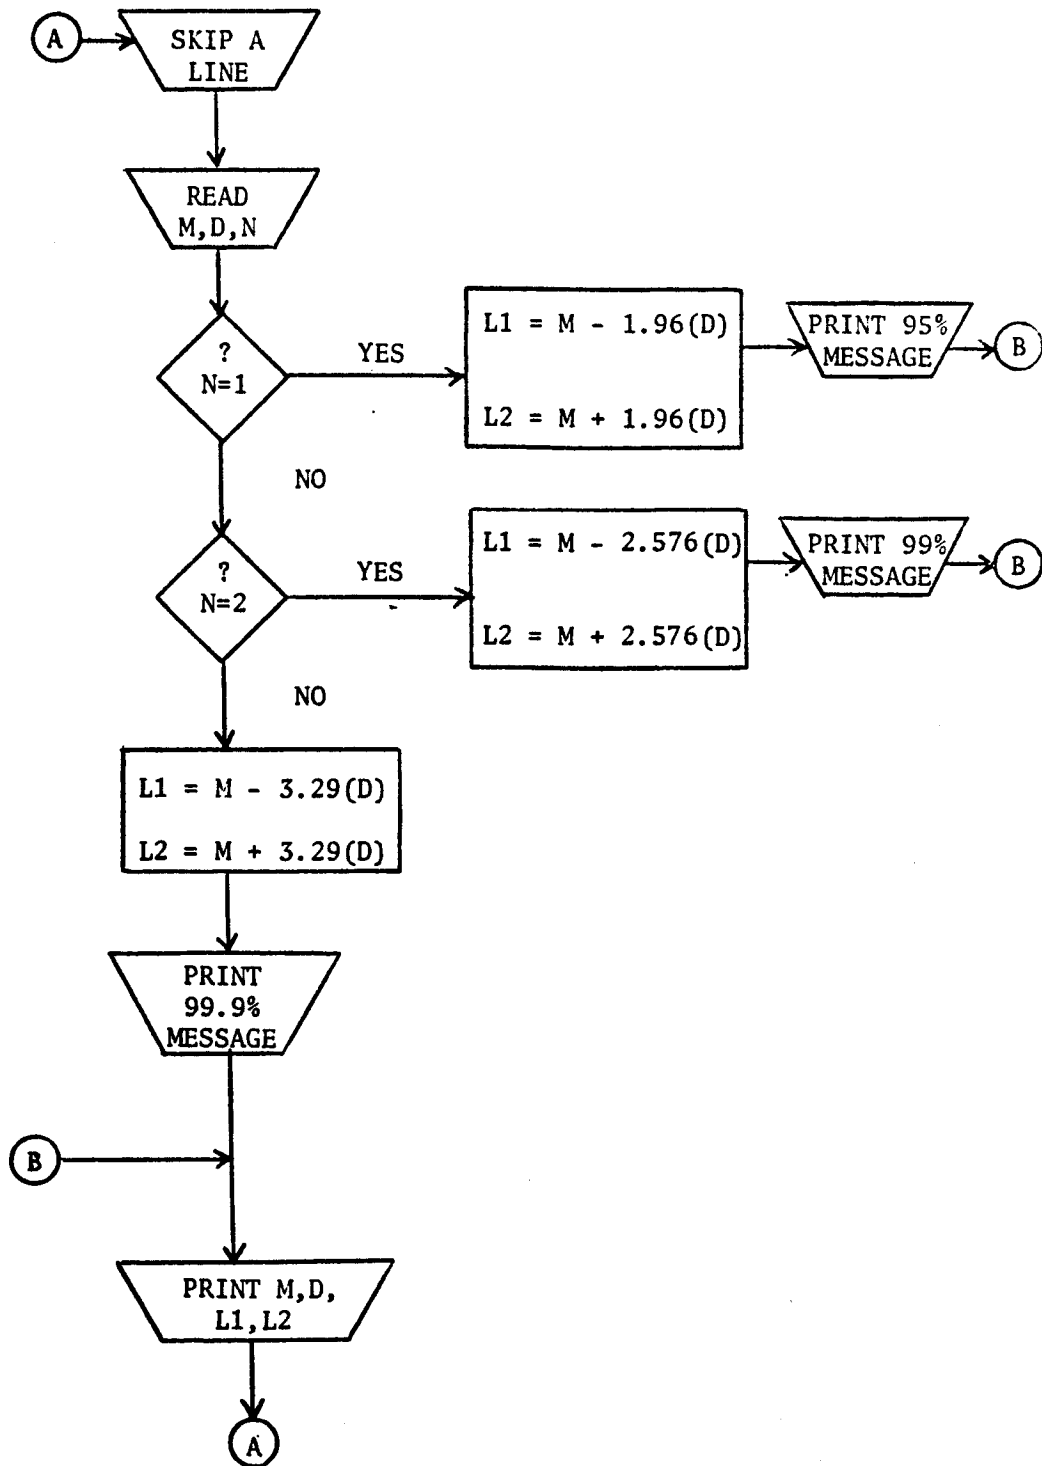 A
SKIP A
LINE
READ
M,D,N
?
N=1
YES
L1 = M - 1.96(D)
L2 = M + 1.96(D)
PRINT 95%
MESSAGE
B
NO
?
N=2
YES
L1 = M - 2.576(D)
L2 = M + 2.576(D)
PRINT 99%
MESSAGE
B
NO
L1 = M - 3.29(D)
L2 = M + 3.29(D)
PRINT
99.9%
MESSAGE
B
PRINT M,D,
L1,L2
A